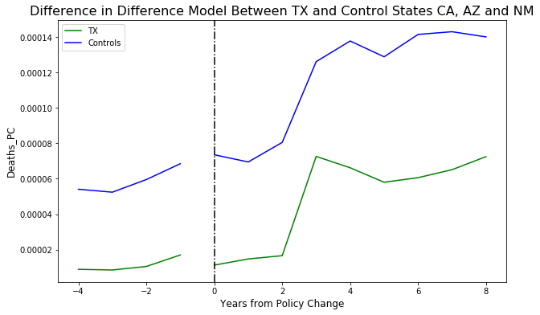 Difference in Difference Model Between TX and Control States CA, AZ and NM
TX
Controls
Deaths_PC
0.00014
0.00012
0.00010
0.00008
0.00006
0.00004
0.00002
−4
−2
0
2
4
6
8
Years from Policy Change